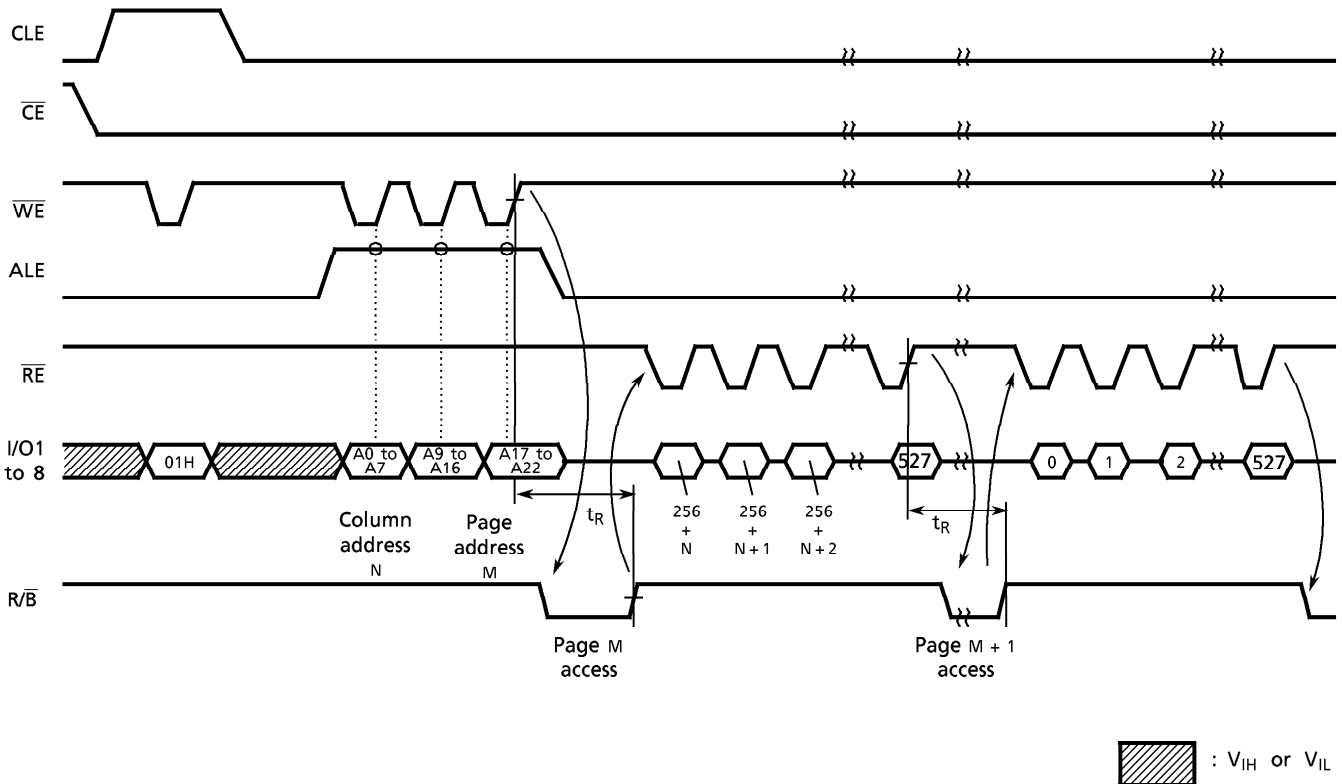 CLE
CE
WE
ALE
RE
I/O1
to 8
01H
A0 to
A7
A9 to
A16
A17 to
A22
527
0
1
2
527
Column
address
N
Page
address
M
tR
256
+
N
256
+
N + 1
256
+
N + 2
tR
R/B
Page M
access
Page M + 1
access
: VIH or VIL